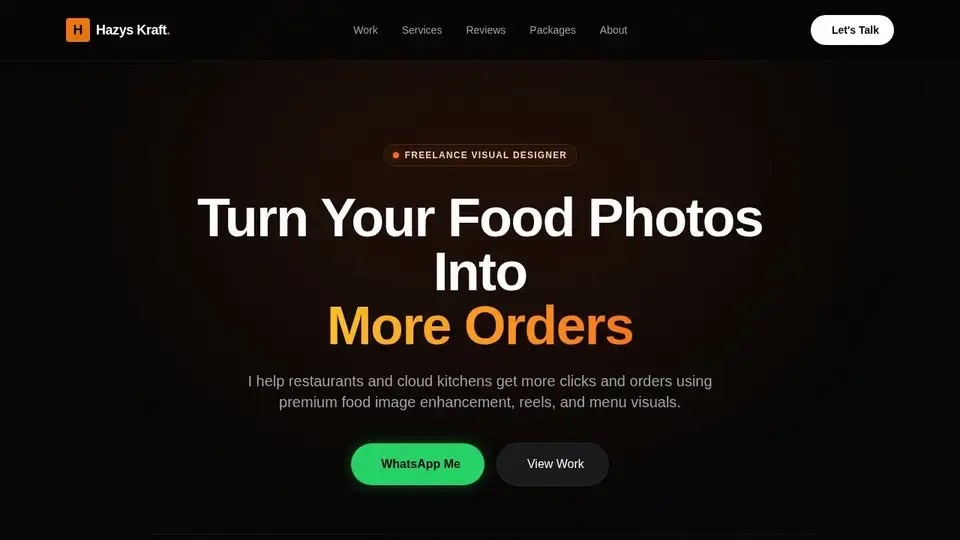 H
Hazys Kraft.
Work
Services
Reviews
Packages
About
Let's Talk
FREELANCE VISUAL DESIGNER
Turn Your Food Photos
Into
More Orders
I help restaurants and cloud kitchens get more clicks and orders using
premium food image enhancement, reels, and menu visuals.
WhatsApp Me
View Work